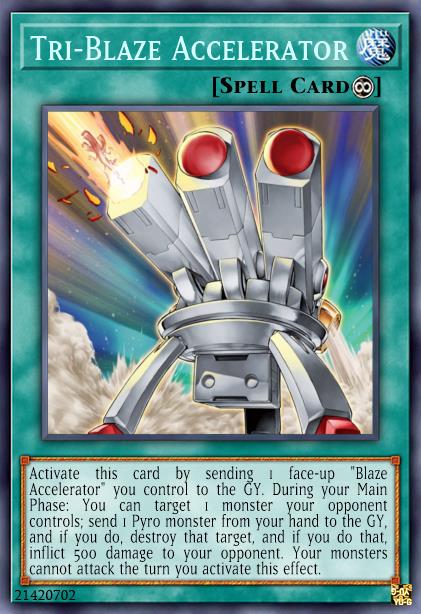 Tri-Blaze Accelerator 魔
[Spell Card]
Activate this card by sending 1 face-up "Blaze
Accelerator" you control to the GY. During your Main
Phase: You can target 1 monster your opponent
controls; send 1 Pyro monster from your hand to the GY,
and if you do, destroy that target, and if you do that,
inflict 500 damage to your opponent. Your monsters
cannot attack the turn you activate this effect.
21420702